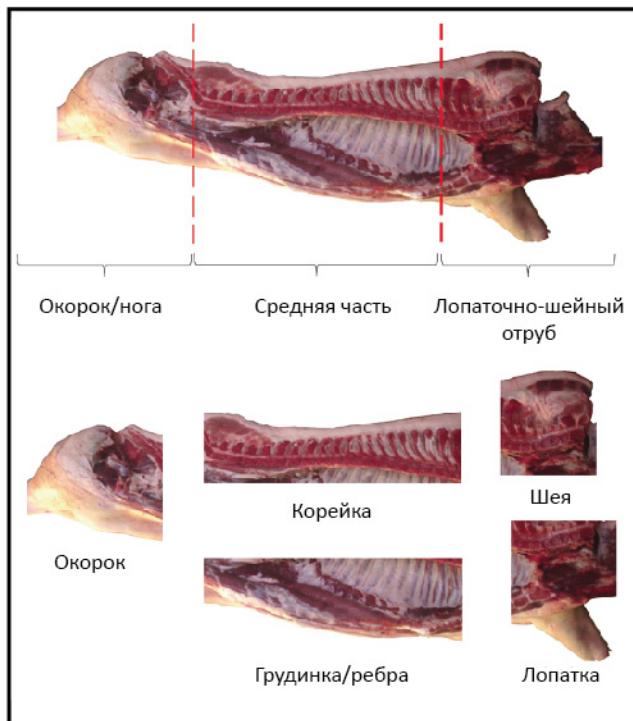 Окорок/нога
Средняя часть
Лопаточно-шейный
отруб
Корейка
Шея
Окорок
Грудинка/ребра
Лопатка